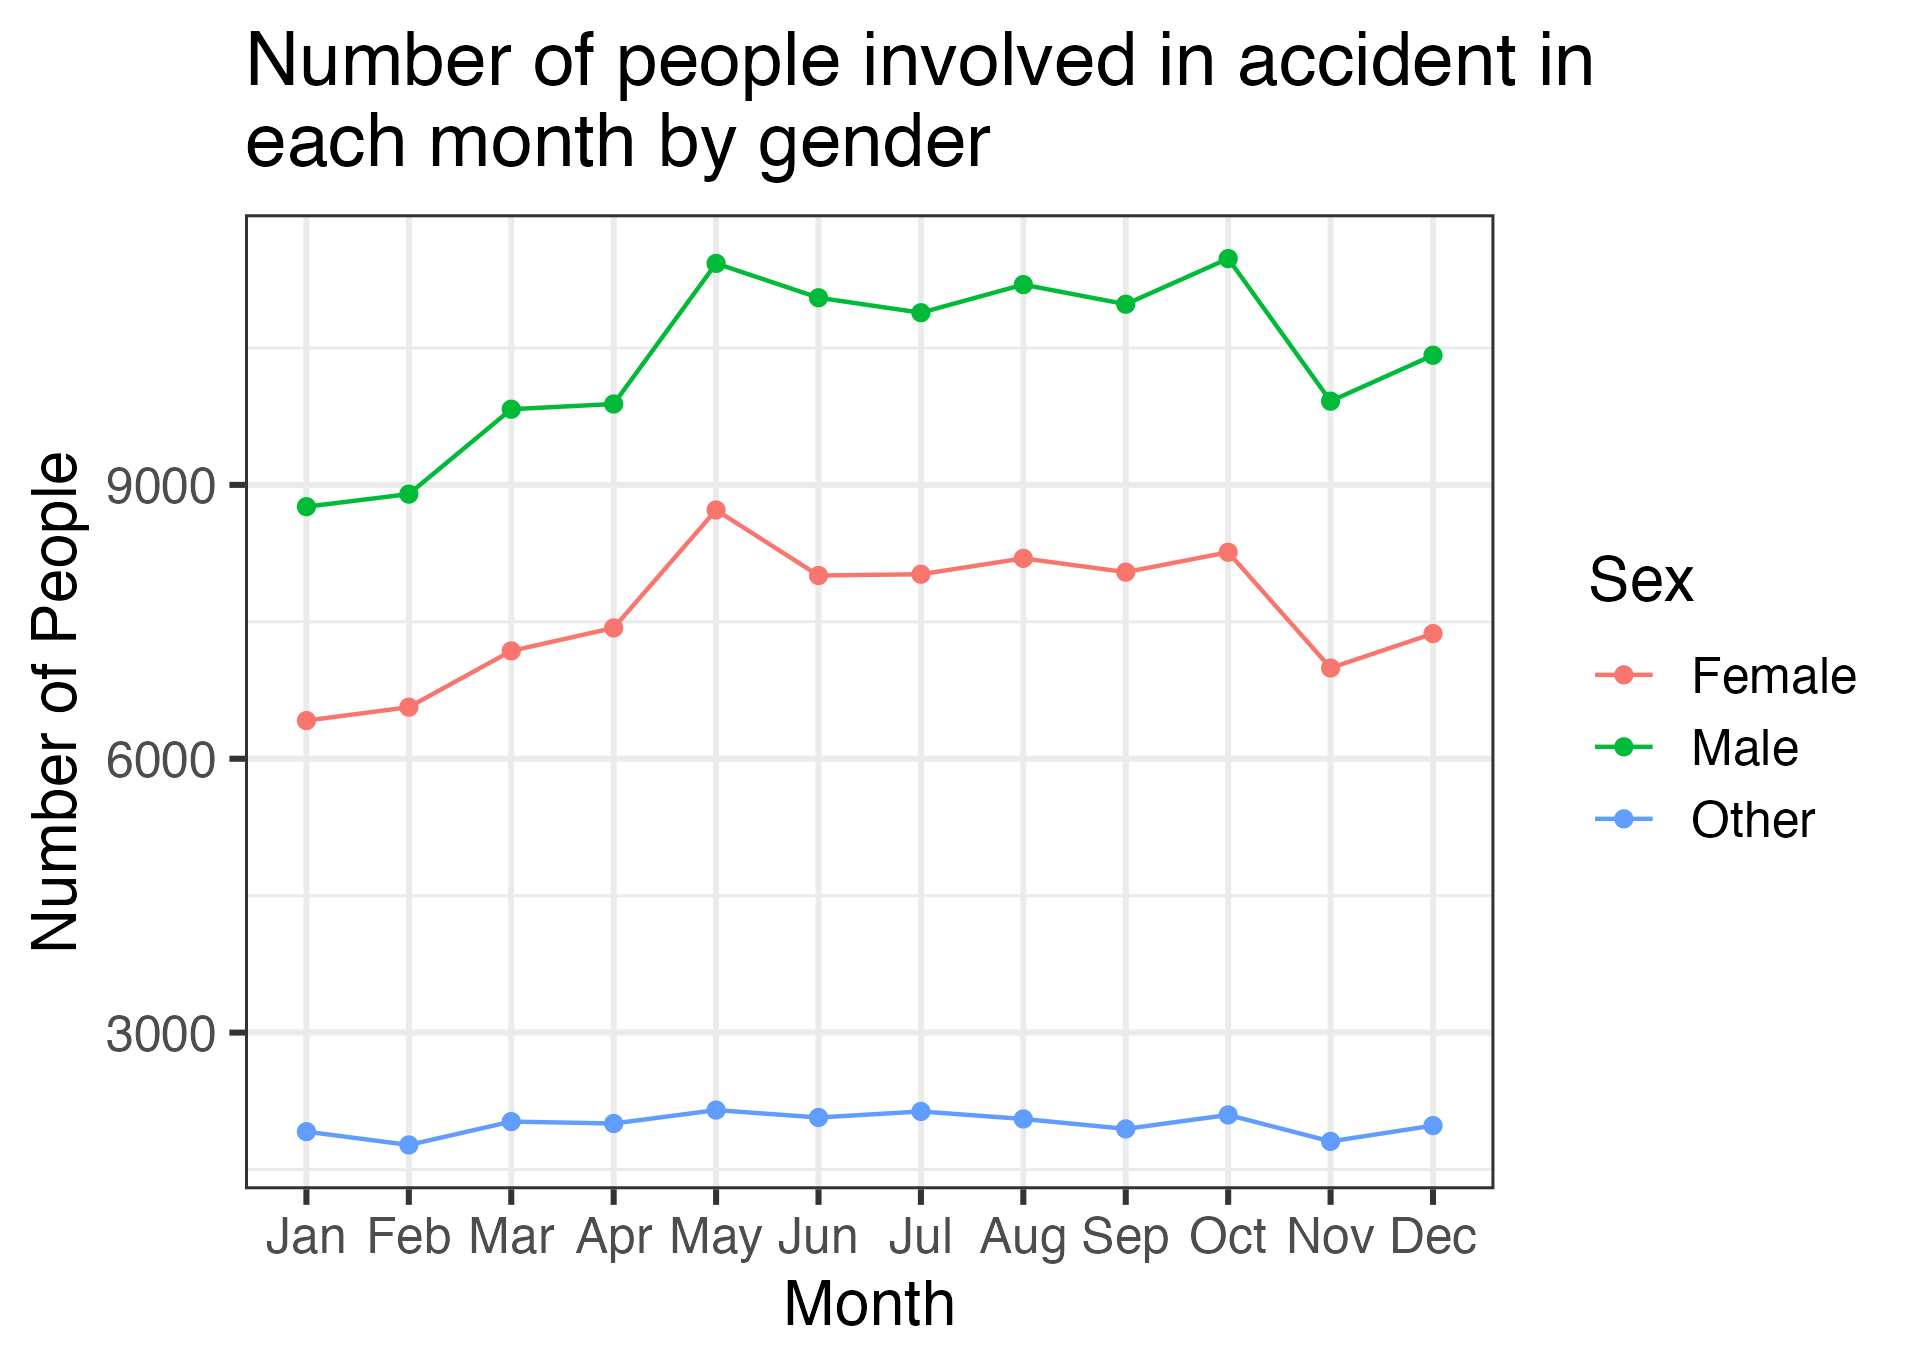 Number of people involved in accident in
each month by gender
Number of People
9000
6000
3000
Jan Feb Mar Apr May Jun Jul Aug Sep Oct Nov Dec
Month
Sex
Female
Male
Other